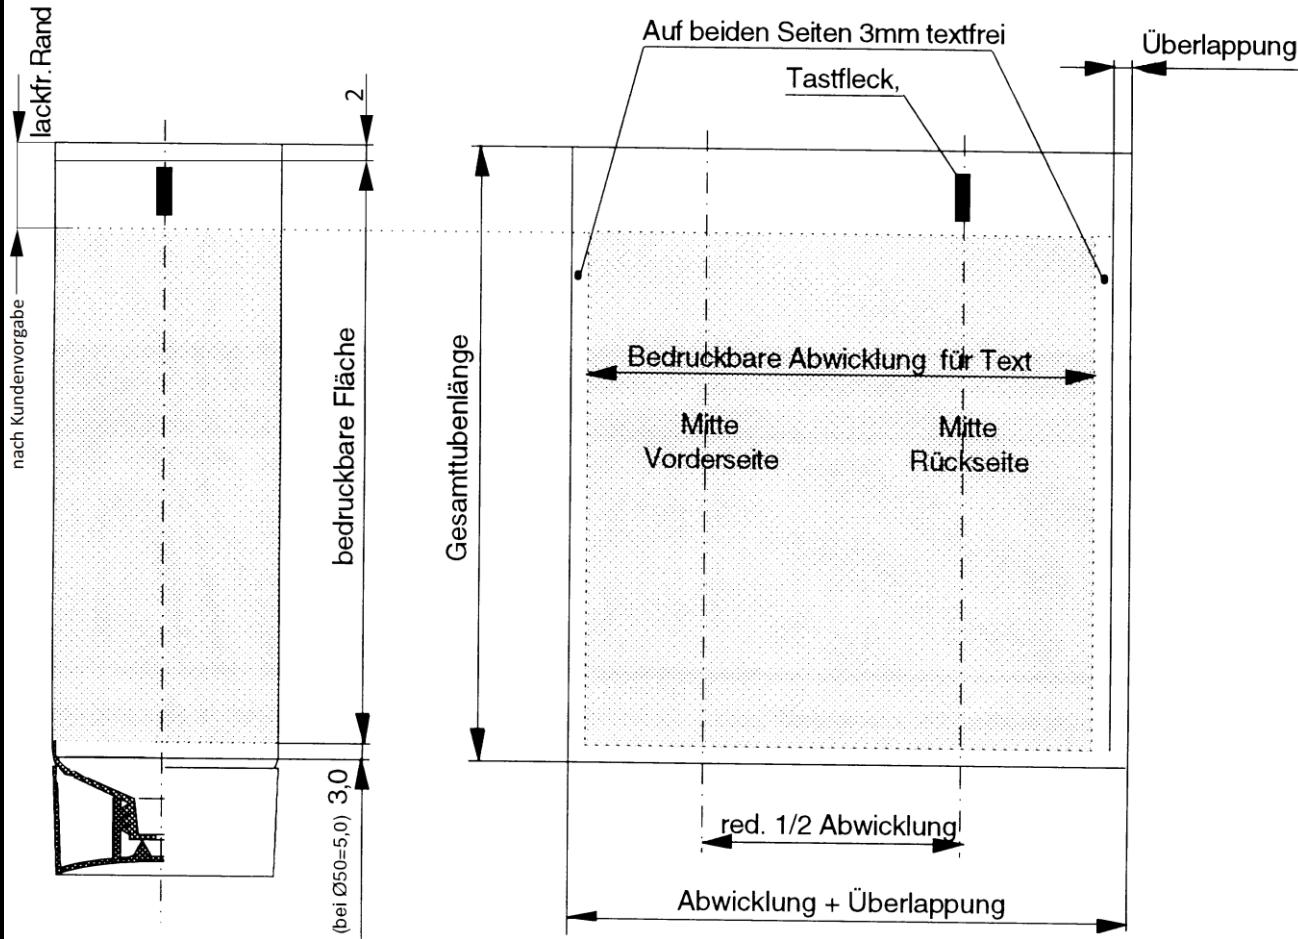 lackfr. Rand
2
nach Kundenvorgabe
bedruckbare Fläche
(bei Ø50=5,0) 3,0
Auf beiden Seiten 3mm textfrei
Überlappung
Tastfleck,
Gesamttubenlänge
Bedruckbare Abwicklung für Text
Mitte
Vorderseite
Mitte
Rückseite
red. 1/2 Abwicklung
Abwicklung + Überlappung